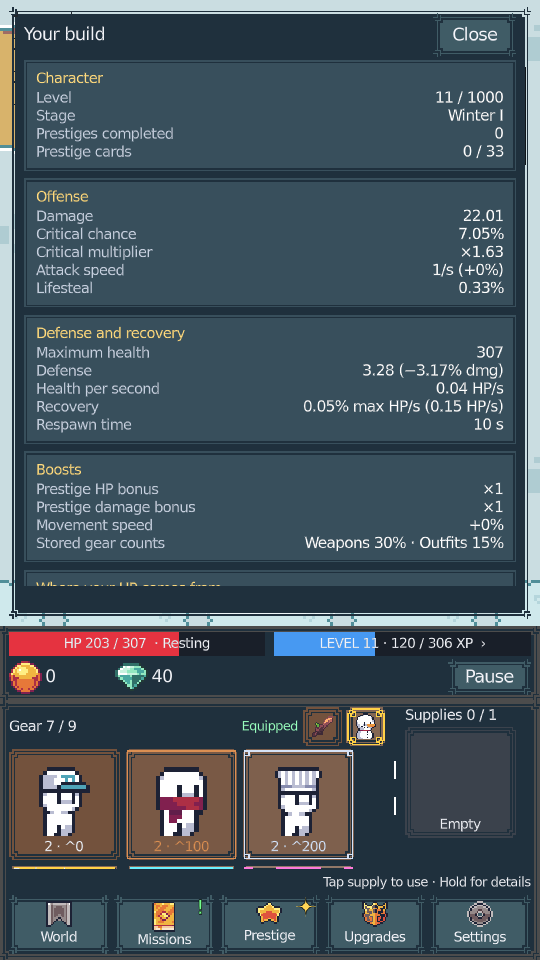 Your build
Close
Character
Level 11 / 1000
Stage Winter I
Prestiges completed 0
Prestige cards 0 / 33
Offense
Damage 22.01
Critical chance 7.05%
Critical multiplier ×1.63
Attack speed 1/s (+0%)
Lifesteal 0.33%
Defense and recovery
Maximum health 307
Defense 3.28 (−3.17% dmg)
Health per second 0.04 HP/s
Recovery 0.05% max HP/s (0.15 HP/s)
Respawn time 10 s
Boosts
Prestige HP bonus ×1
Prestige damage bonus ×1
Movement speed +0%
Stored gear counts Weapons 30% · Outfits 15%
Where your HP comes from
HP 203 / 307 · Resting
LEVEL 11 · 120 / 306 XP ›
0
40
Pause
Gear 7 / 9
Equipped
Supplies 0 / 1
2 · ^0
2 · ^100
2 · ^200
Empty
Tap supply to use · Hold for details
World
Missions
!
Prestige
Upgrades
Settings